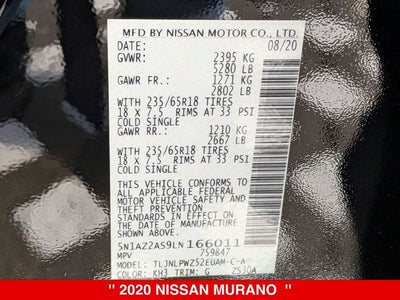 MFD BY NISSAN MOTOR CO., LTD.
DATE: 08/20
GVWR: 2395 KG
5280 LB
GAWR FR.: 1271 KG
2802 LB
WITH 235/65R18 TIRES
18 x 7.5 RIMS AT 33 PSI
COLD SINGLE
GAWR RR.: 1210 KG
2667 LB
WITH 235/65R18 TIRES
18 x 7.5 RIMS AT 33 PSI
COLD SINGLE
THIS VEHICLE CONFORMS TO
ALL APPLICABLE FEDERAL
MOTOR VEHICLE SAFETY
STANDARDS IN EFFECT ON THE
DATE OF MANUFACTURE SHOWN
ABOVE.
5N1AZ2AS9LN166011
MPV 759847
MODEL: TLJNLPWZ52EUAM-C-A
COLOR: KH3 TRIM: G ZS30A
" 2020 NISSAN MURANO "